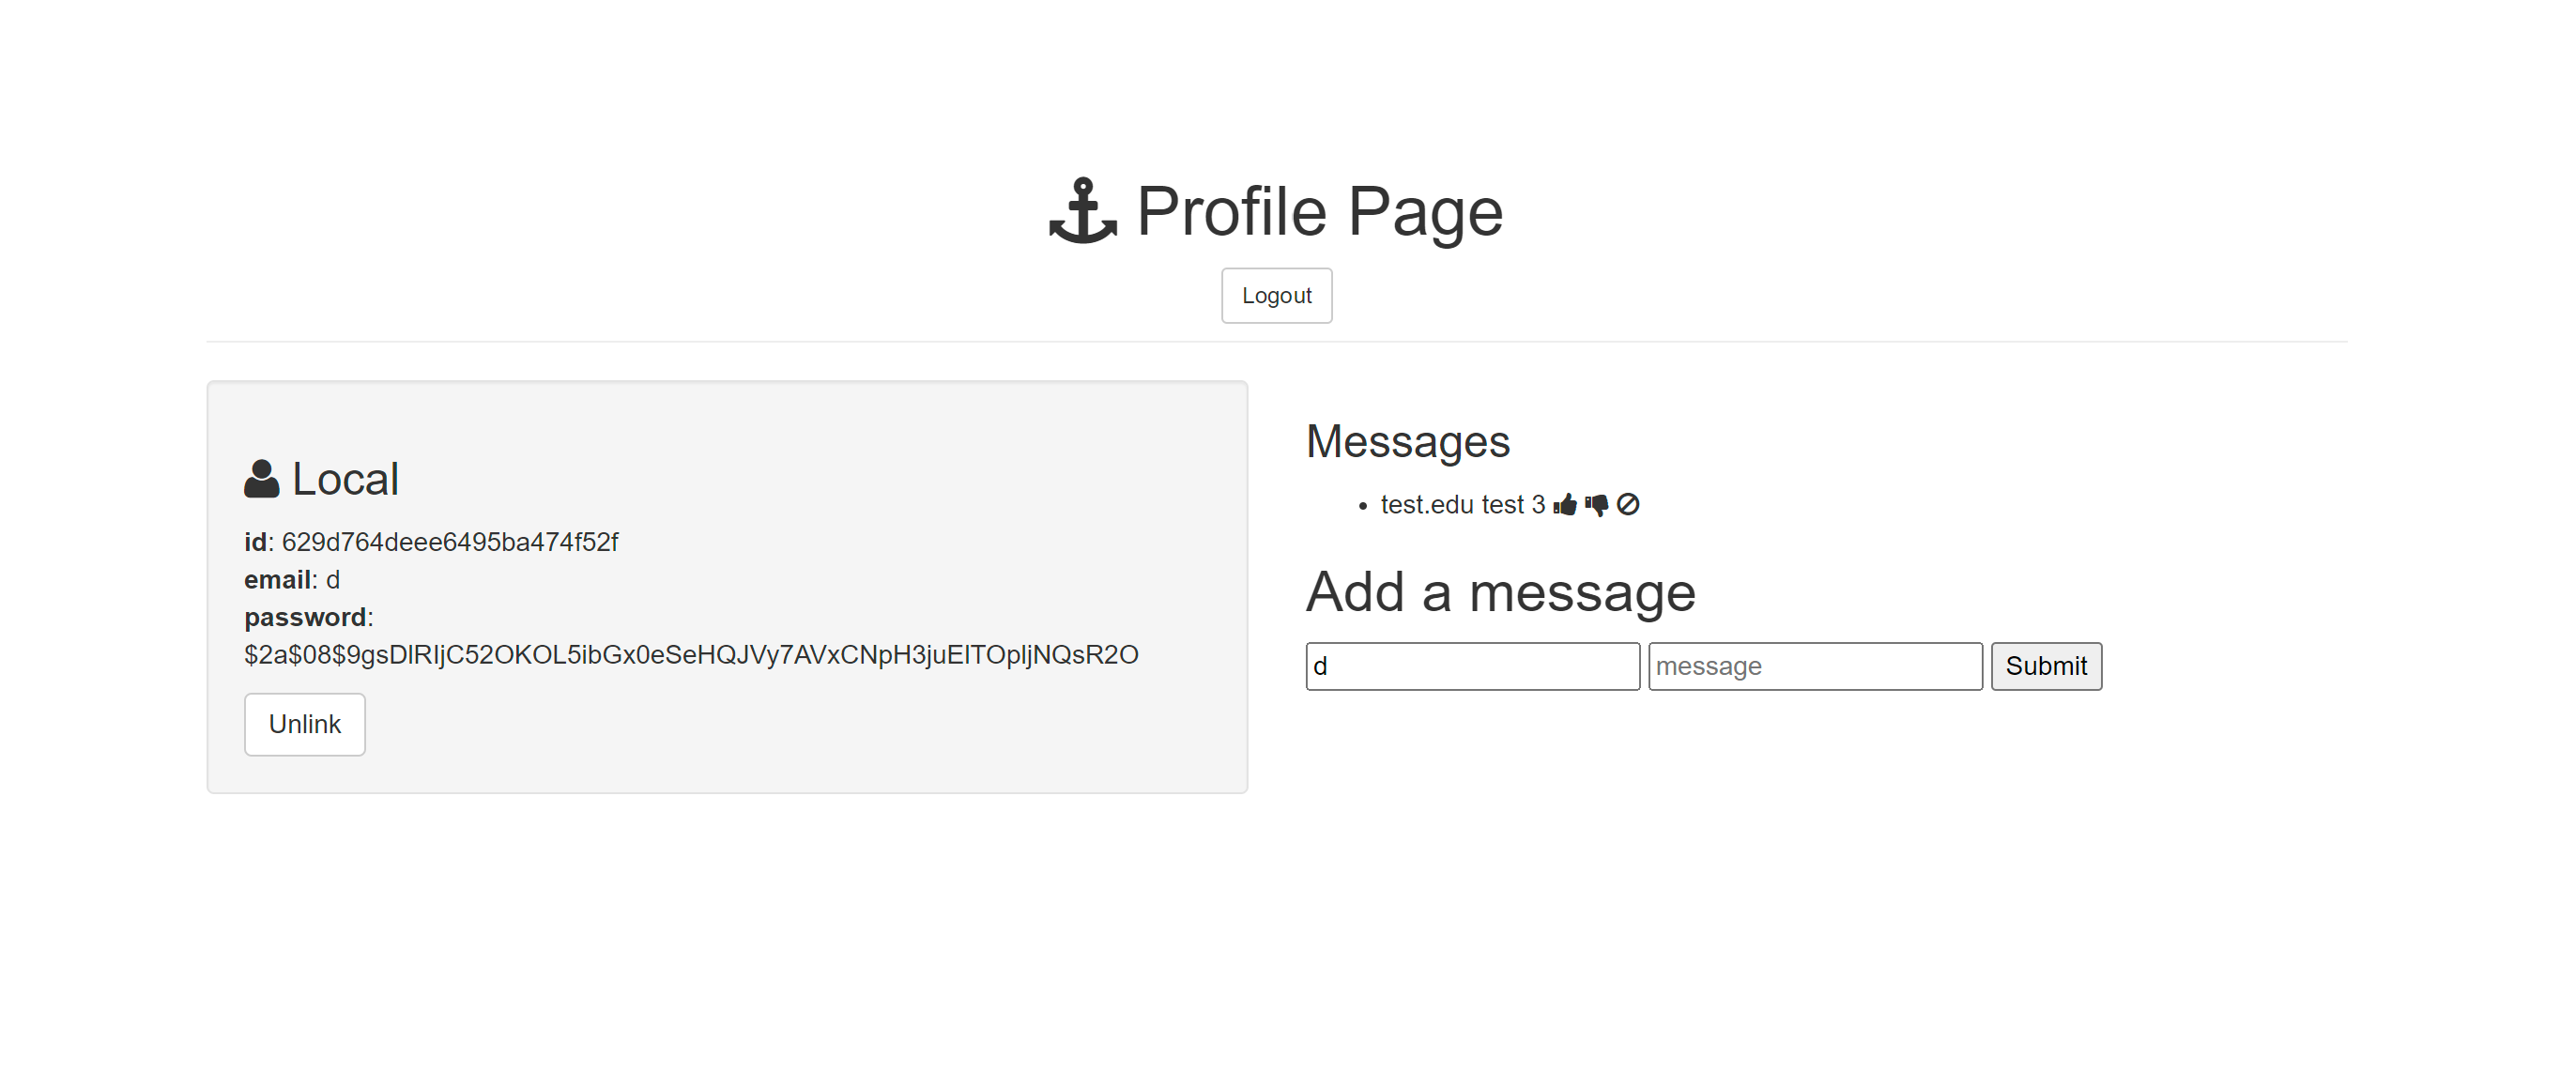 Profile Page
Logout
Local
id: 629d764deee6495ba474f52f
email: d
password:
$2a$08$9gsDlRIjC52OKOL5ibGx0eSeHQJVy7AVxCNpH3juElTOpljNQsR2O
Unlink
Messages
• test.edu test 3
Add a message
d message Submit